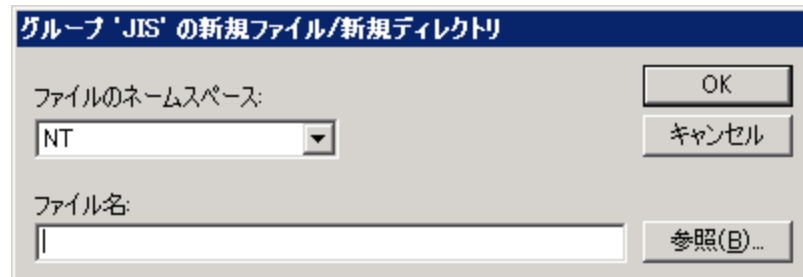 グループ 'JIS' の新規ファイル/新規ディレクトリ
ファイルのネームスペース:
OK
NT
キャンセル
ファイル名:
参照(B)...